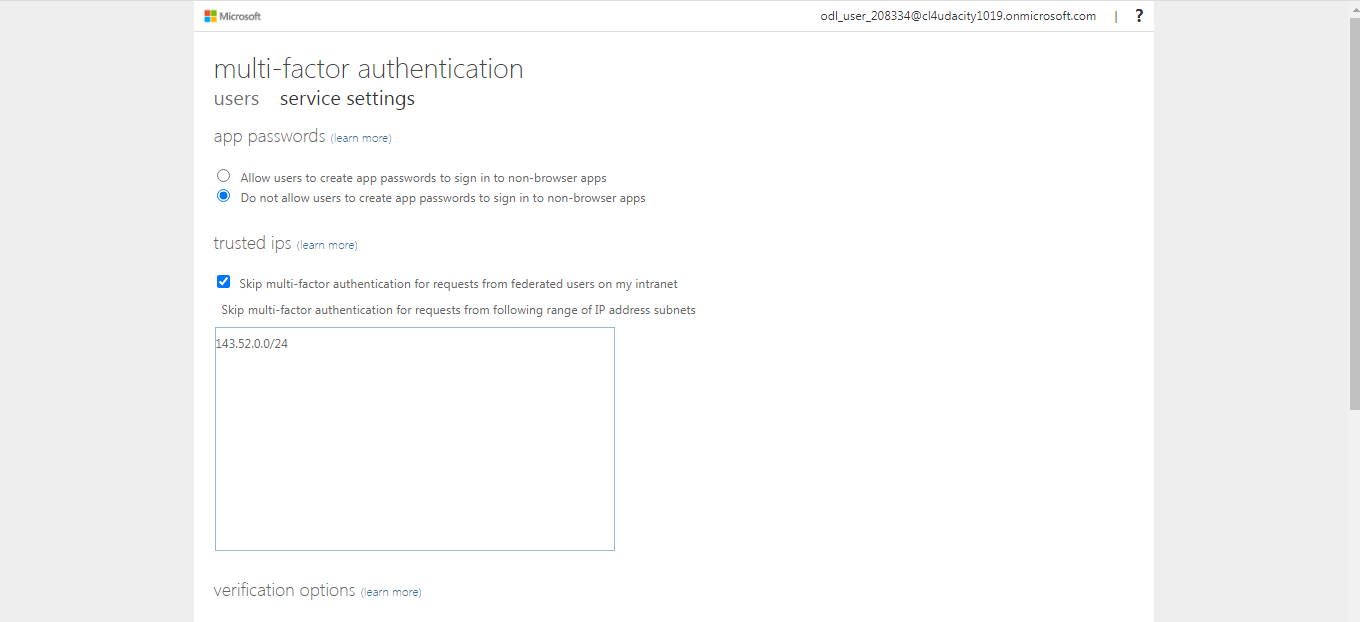 Microsoft
odl_user_208334@cl4udacity1019.onmicrosoft.com | ?
multi-factor authentication
users service settings
app passwords (learn more)
Allow users to create app passwords to sign in to non-browser apps
Do not allow users to create app passwords to sign in to non-browser apps
trusted ips (learn more)
Skip multi-factor authentication for requests from federated users on my intranet
Skip multi-factor authentication for requests from following range of IP address subnets
143.52.0.0/24
verification options (learn more)